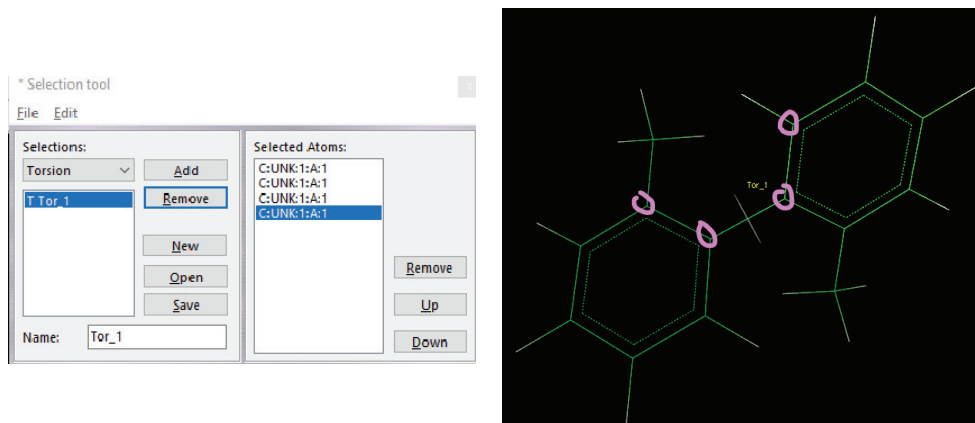 * Selection tool
File Edit
Selections:
Torsion
Add
T Tor_1
Remove
New
Open
Save
Name: Tor_1
Selected Atoms:
C:UNK:1:A:1
C:UNK:1:A:1
C:UNK:1:A:1
C:UNK:1:A:1
Remove
Up
Down
Tor_1